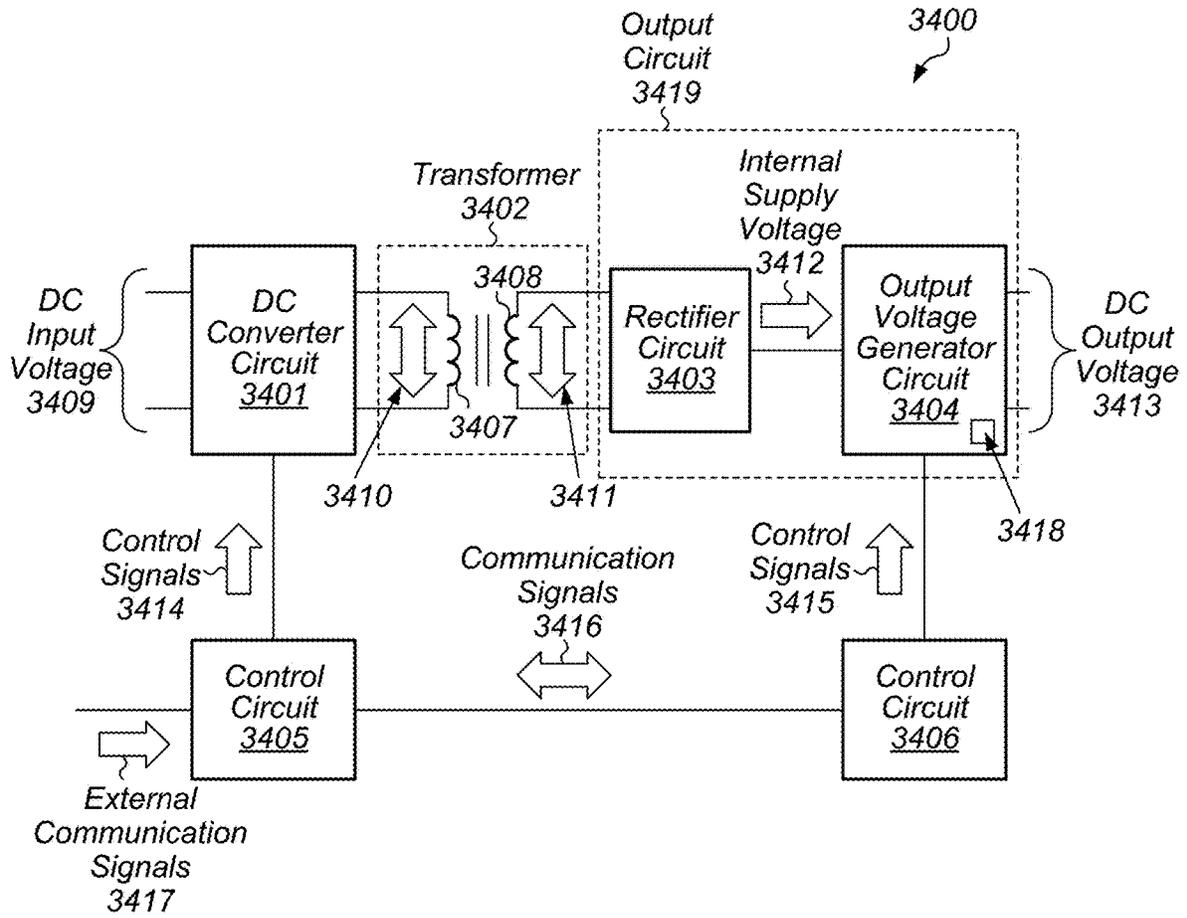 3400
Output
Circuit
3419
Transformer
3402
Internal
Supply
Voltage
3412
DC
Input
Voltage
3409
DC
Converter
Circuit
3401
3408
3407
3410
3411
Rectifier
Circuit
3403
Output
Voltage
Generator
Circuit
3404
DC
Output
Voltage
3413
3418
Control
Signals
3414
Communication
Signals
3416
Control
Signals
3415
Control
Circuit
3405
Control
Circuit
3406
External
Communication
Signals
3417